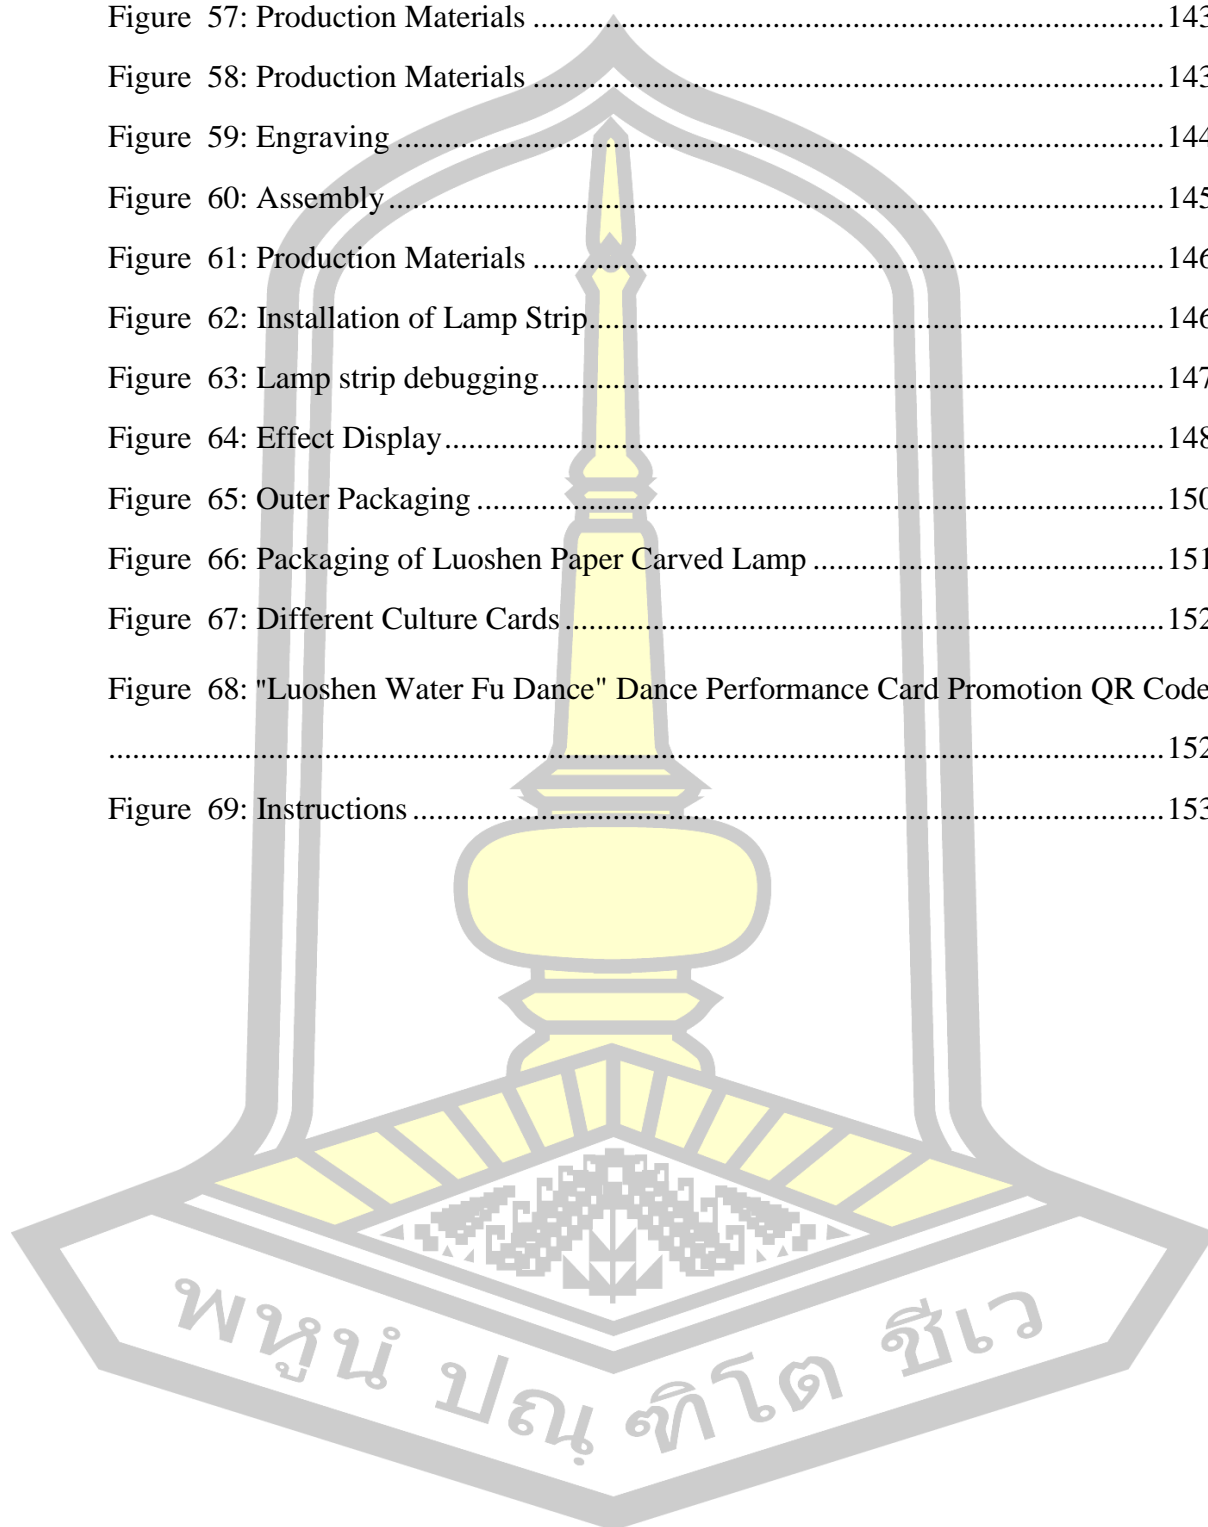 Figure 57: Production Materials ........................................................................143
Figure 58: Production Materials ........................................................................143
Figure 59: Engraving ........................................................................144
Figure 60: Assembly ........................................................................145
Figure 61: Production Materials ........................................................................146
Figure 62: Installation of Lamp Strip ........................................................................146
Figure 63: Lamp strip debugging ........................................................................147
Figure 64: Effect Display ........................................................................148
Figure 65: Outer Packaging ........................................................................150
Figure 66: Packaging of Luoshen Paper Carved Lamp ........................................................................151
Figure 67: Different Culture Cards ........................................................................152
Figure 68: "Luoshen Water Fu Dance" Dance Performance Card Promotion QR Code
........................................................................152
Figure 69: Instructions ........................................................................153
พหูนํ ปณฺฑิโต ชีเว